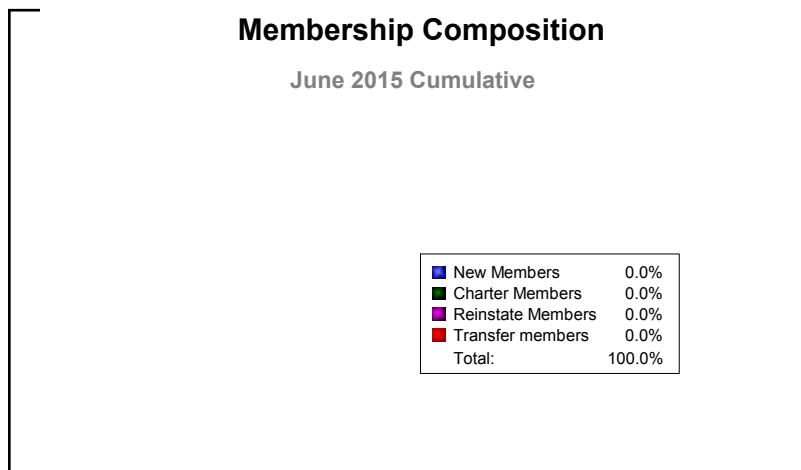 Membership Composition
June 2015 Cumulative
New Members 0.0%
Charter Members 0.0%
Reinstate Members 0.0%
Transfer members 0.0%
Total: 100.0%